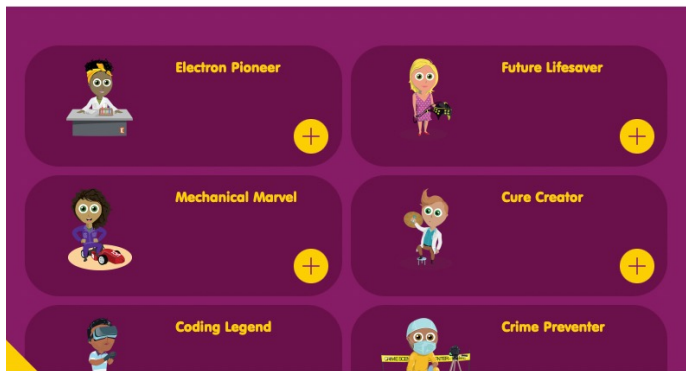 Electron Pioneer
Future Lifesaver
Mechanical Marvel
Cure Creator
Coding Legend
Crime Preventer